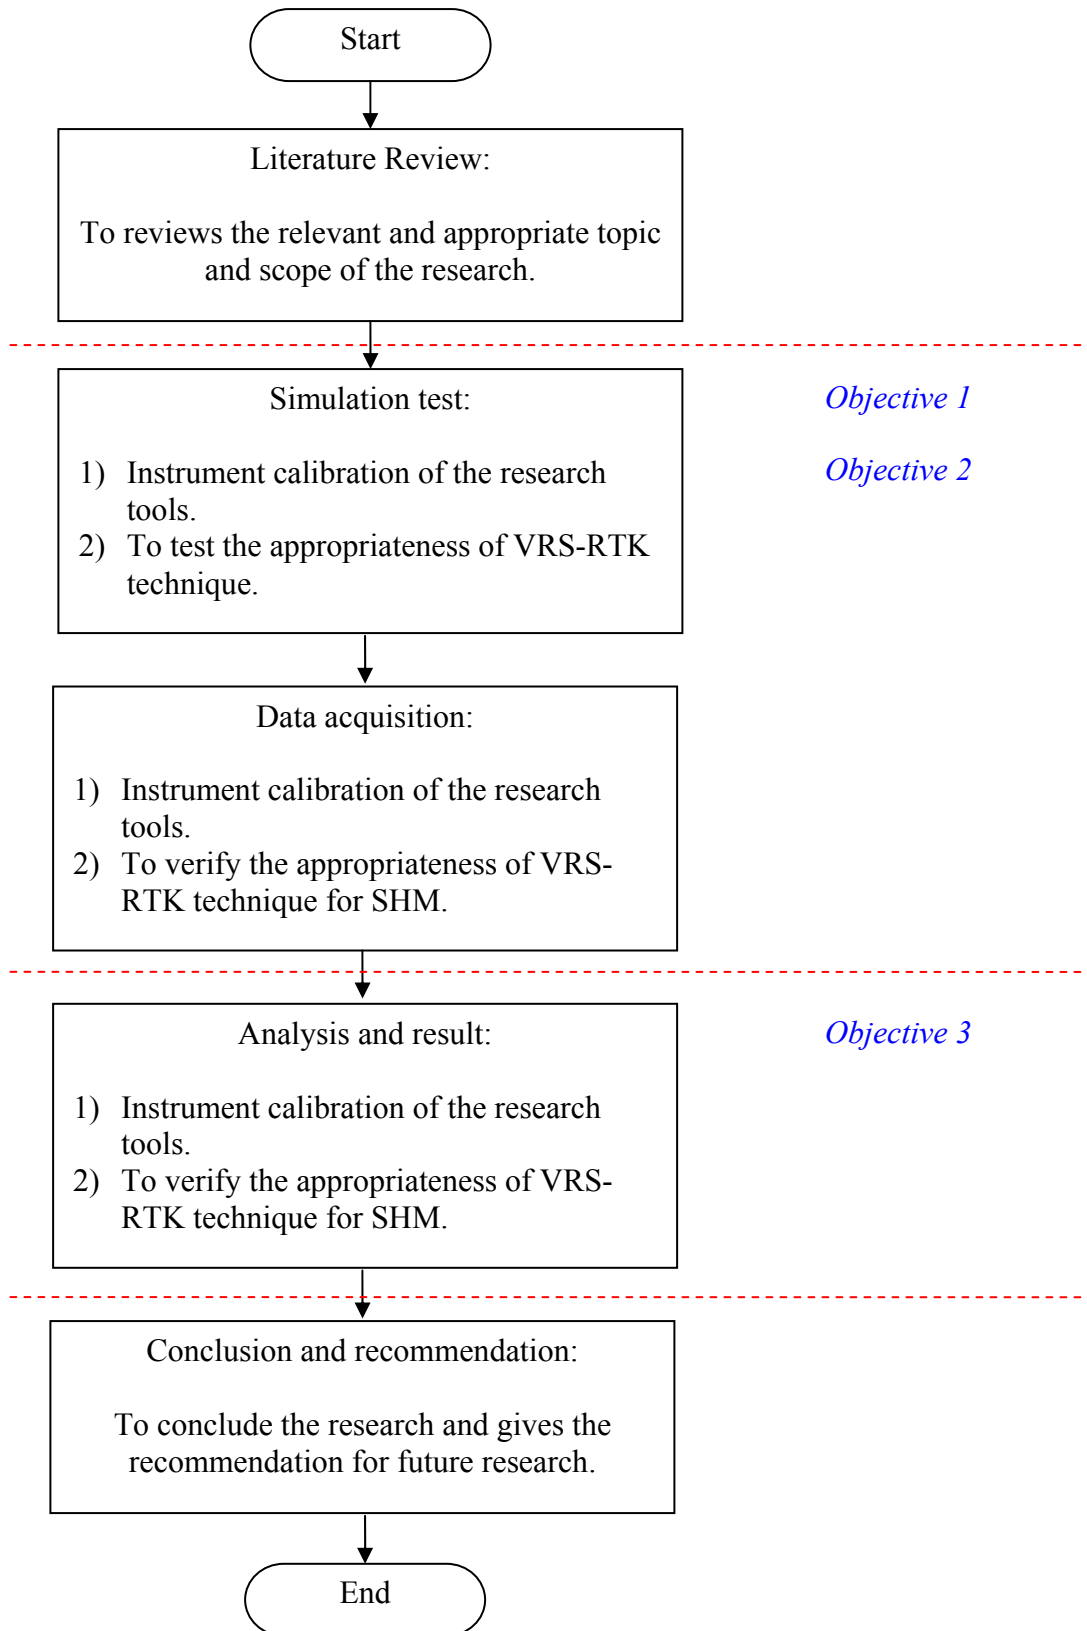 Start
Literature Review:
To reviews the relevant and appropriate topic
and scope of the research.
Simulation test:
Objective 1
1) Instrument calibration of the research
Objective 2
tools.
2) To test the appropriateness of VRS-RTK
technique.
Data acquisition:
1) Instrument calibration of the research
tools.
2) To verify the appropriateness of VRS-
RTK technique for SHM.
Analysis and result:
Objective 3
1) Instrument calibration of the research
tools.
2) To verify the appropriateness of VRS-
RTK technique for SHM.
Conclusion and recommendation:
To conclude the research and gives the
recommendation for future research.
End